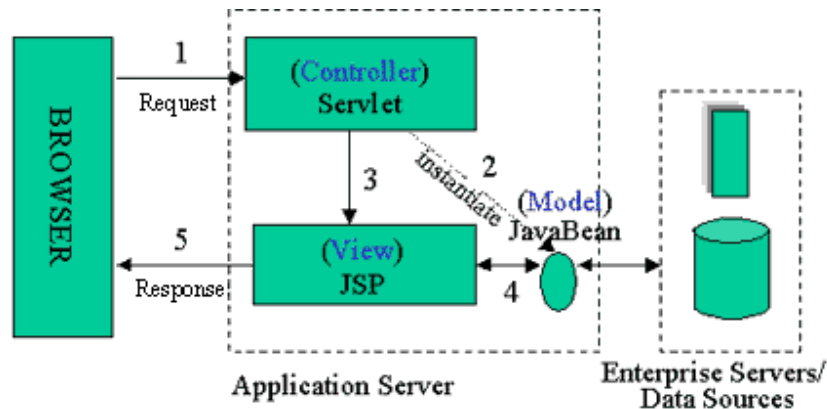 BROWSER
1
Request
(Controller)
Servlet
2
instantiate
3
(Model)
JavaBean
(View)
JSP
4
5
Response
Application Server
Enterprise Servers/
Data Sources